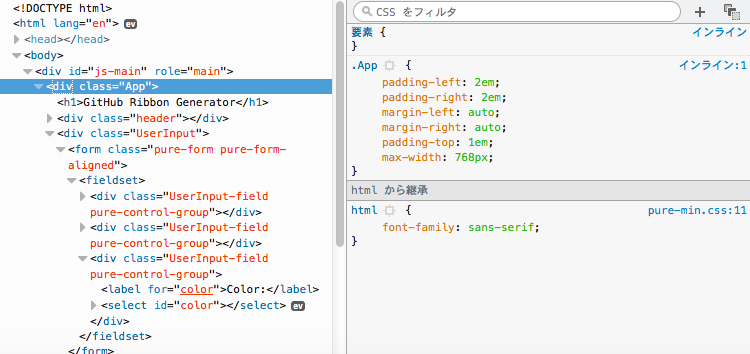 <!DOCTYPE html>
<html lang="en"> ev
<head></head>
<body>
<div id="js-main" role="main">
<div class="App">
<h1>GitHub Ribbon Generator</h1>
<div class="header"></div>
<div class="UserInput">
<form class="pure-form pure-form-
aligned">
<fieldset>
<div class="UserInput-field
pure-control-group"></div>
<div class="UserInput-field
pure-control-group"></div>
<div class="UserInput-field
pure-control-group">
<label for="color">Color:</label>
<select id="color"></select> ev
</div>
</fieldset>
</form>
CSS をフィルタ
要素 { インライン
}
.App { インライン:1
padding-left: 2em;
padding-right: 2em;
margin-left: auto;
margin-right: auto;
padding-top: 1em;
max-width: 768px;
}
html から継承
html { pure-min.css:11
font-family: sans-serif;
}